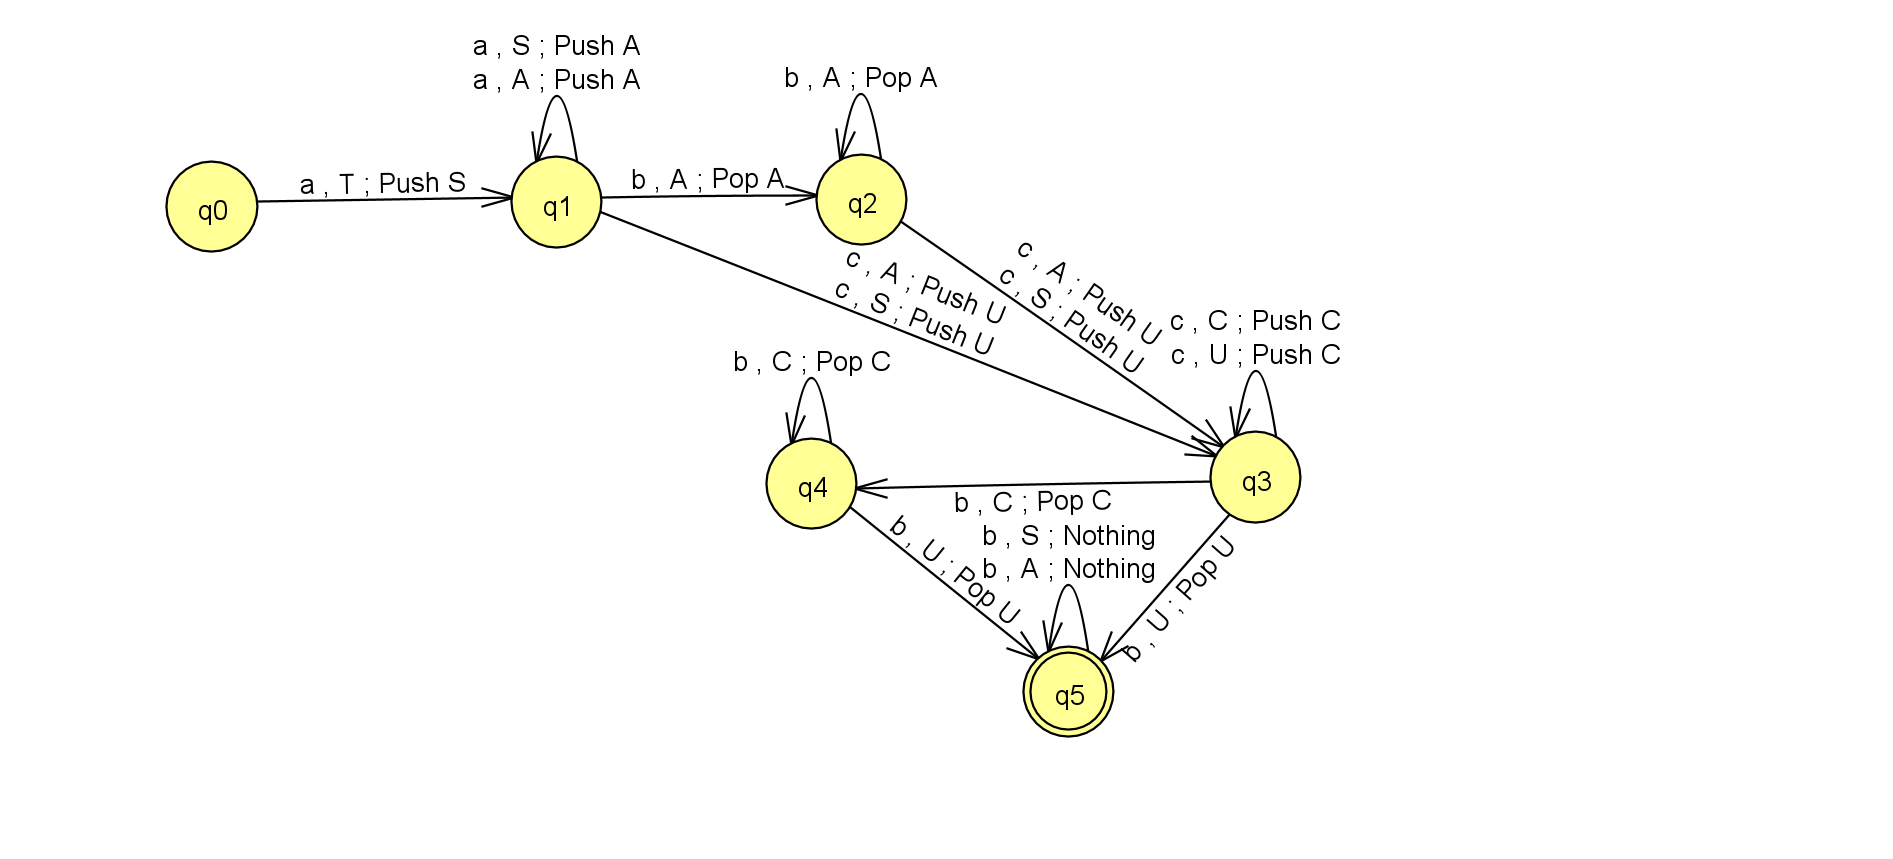 a , S ; Push A
a , A ; Push A
b , A ; Pop A
a , T ; Push S
b , A ; Pop A
q0
q1
q2
c , A ; Push U
c , S ; Push U
c , A ; Push U
c , S ; Push U
c , C ; Push C
c , U ; Push C
b , C ; Pop C
q4
q3
b , C ; Pop C
b , S ; Nothing
b , A ; Nothing
b , U ; Pop U
b , U ; Pop U
q5